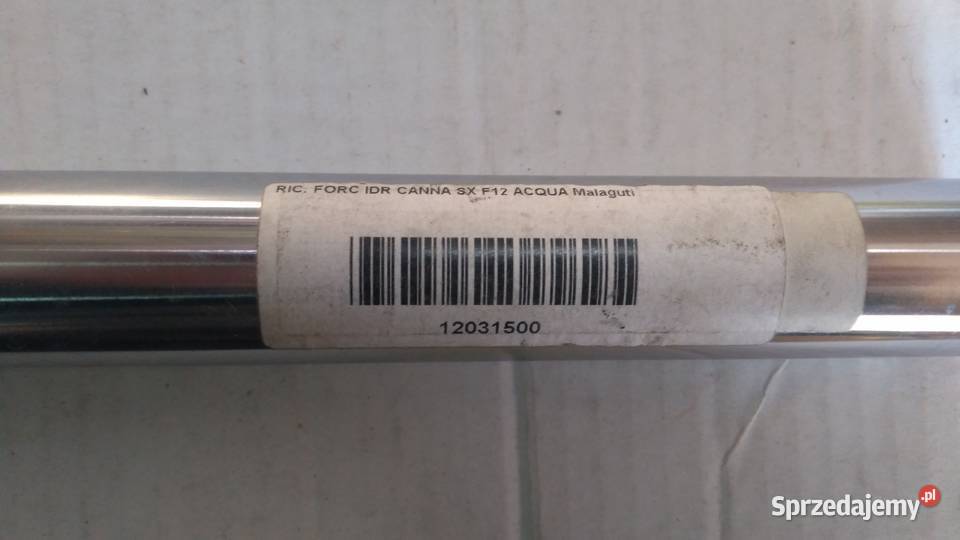 RIC. FORC IDR CANNA SX F12 ACQUA Malaguti
12031500
Sprzedajemy.pl